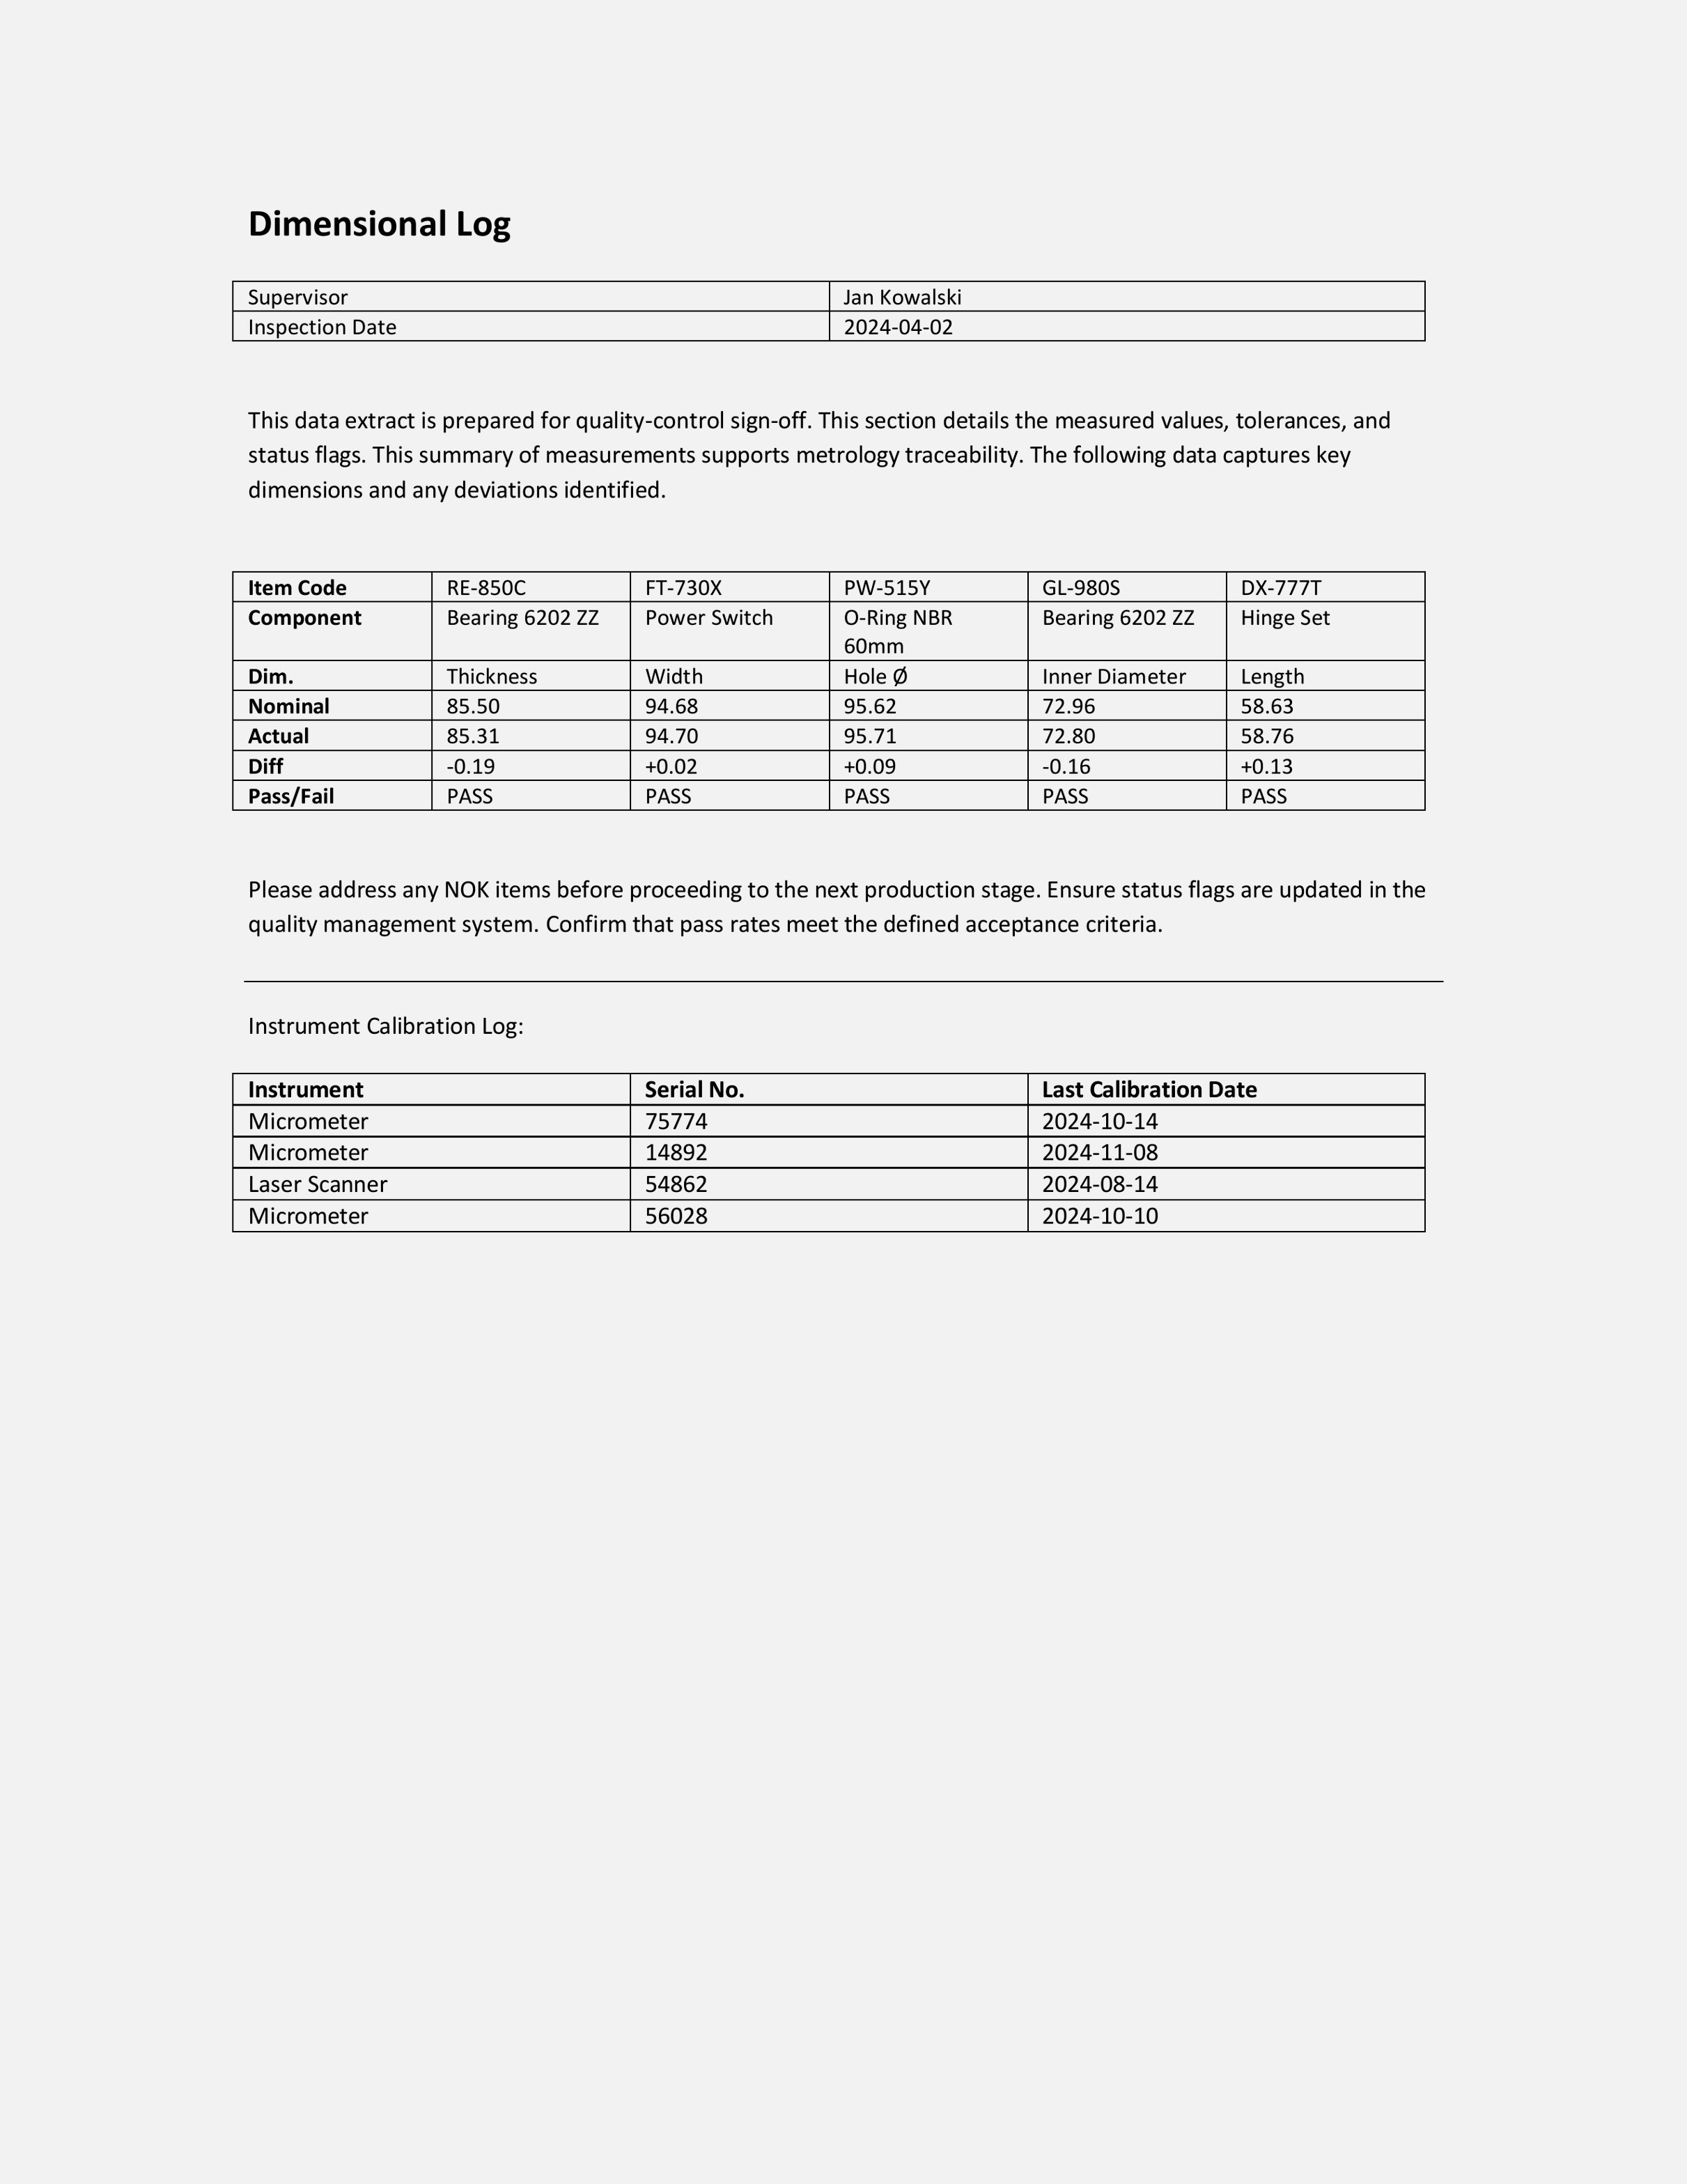 Dimensional Log
Supervisor Jan Kowalski
Inspection Date 2024-04-02
This data extract is prepared for quality-control sign-off. This section details the measured values, tolerances, and
status flags. This summary of measurements supports metrology traceability. The following data captures key
dimensions and any deviations identified.
Item Code RE-850C FT-730X PW-515Y GL-980S DX-777T
Component Bearing 6202 ZZ Power Switch O-Ring NBR Bearing 6202 ZZ Hinge Set
60mm
Dim. Thickness Width Hole Ø Inner Diameter Length
Nominal 85.50 94.68 95.62 72.96 58.63
Actual 85.31 94.70 95.71 72.80 58.76
Diff -0.19 +0.02 +0.09 -0.16 +0.13
Pass/Fail PASS PASS PASS PASS PASS
Please address any NOK items before proceeding to the next production stage. Ensure status flags are updated in the
quality management system. Confirm that pass rates meet the defined acceptance criteria.
Instrument Calibration Log:
Instrument Serial No. Last Calibration Date
Micrometer 75774 2024-10-14
Micrometer 14892 2024-11-08
Laser Scanner 54862 2024-08-14
Micrometer 56028 2024-10-10